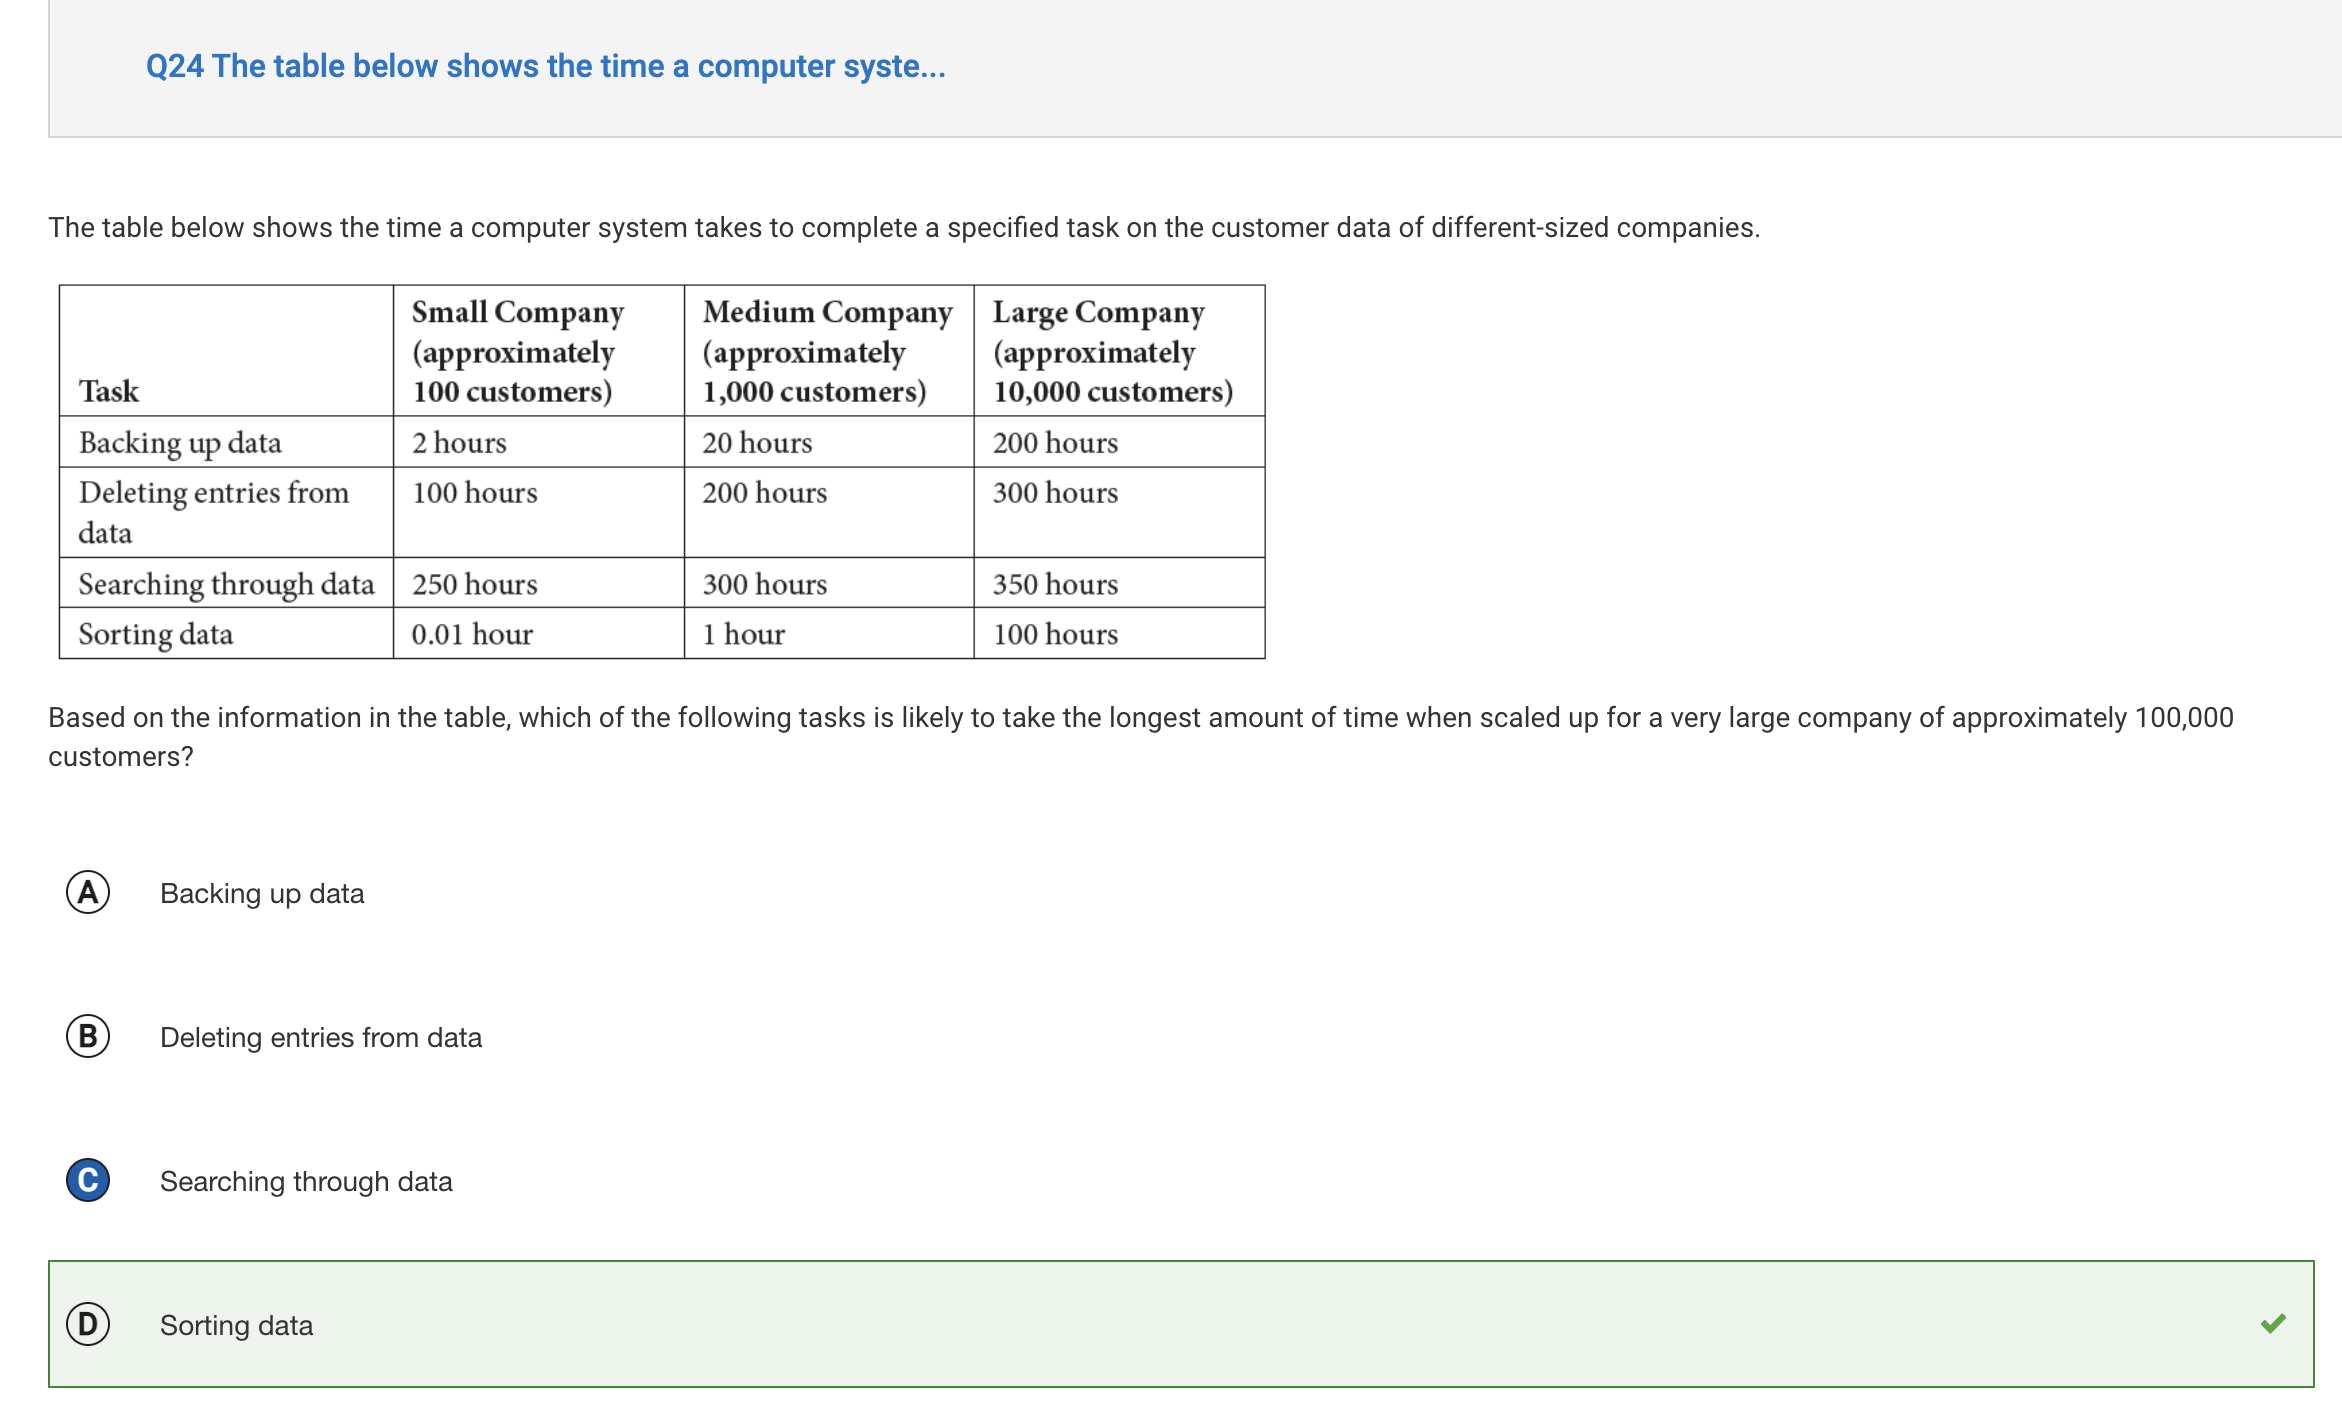 Q24 The table below shows the time a computer syste...
The table below shows the time a computer system takes to complete a specified task on the customer data of different-sized companies.
Task
Small Company
(approximately
100 customers)
Medium Company
(approximately
1,000 customers)
Large Company
(approximately
10,000 customers)
Backing up data 2 hours 20 hours 200 hours
Deleting entries from 100 hours 200 hours 300 hours
data
Searching through data 250 hours 300 hours 350 hours
Sorting data 0.01 hour 1 hour 100 hours
Based on the information in the table, which of the following tasks is likely to take the longest amount of time when scaled up for a very large company of approximately 100,000
customers?
A Backing up data
B Deleting entries from data
C Searching through data
D Sorting data